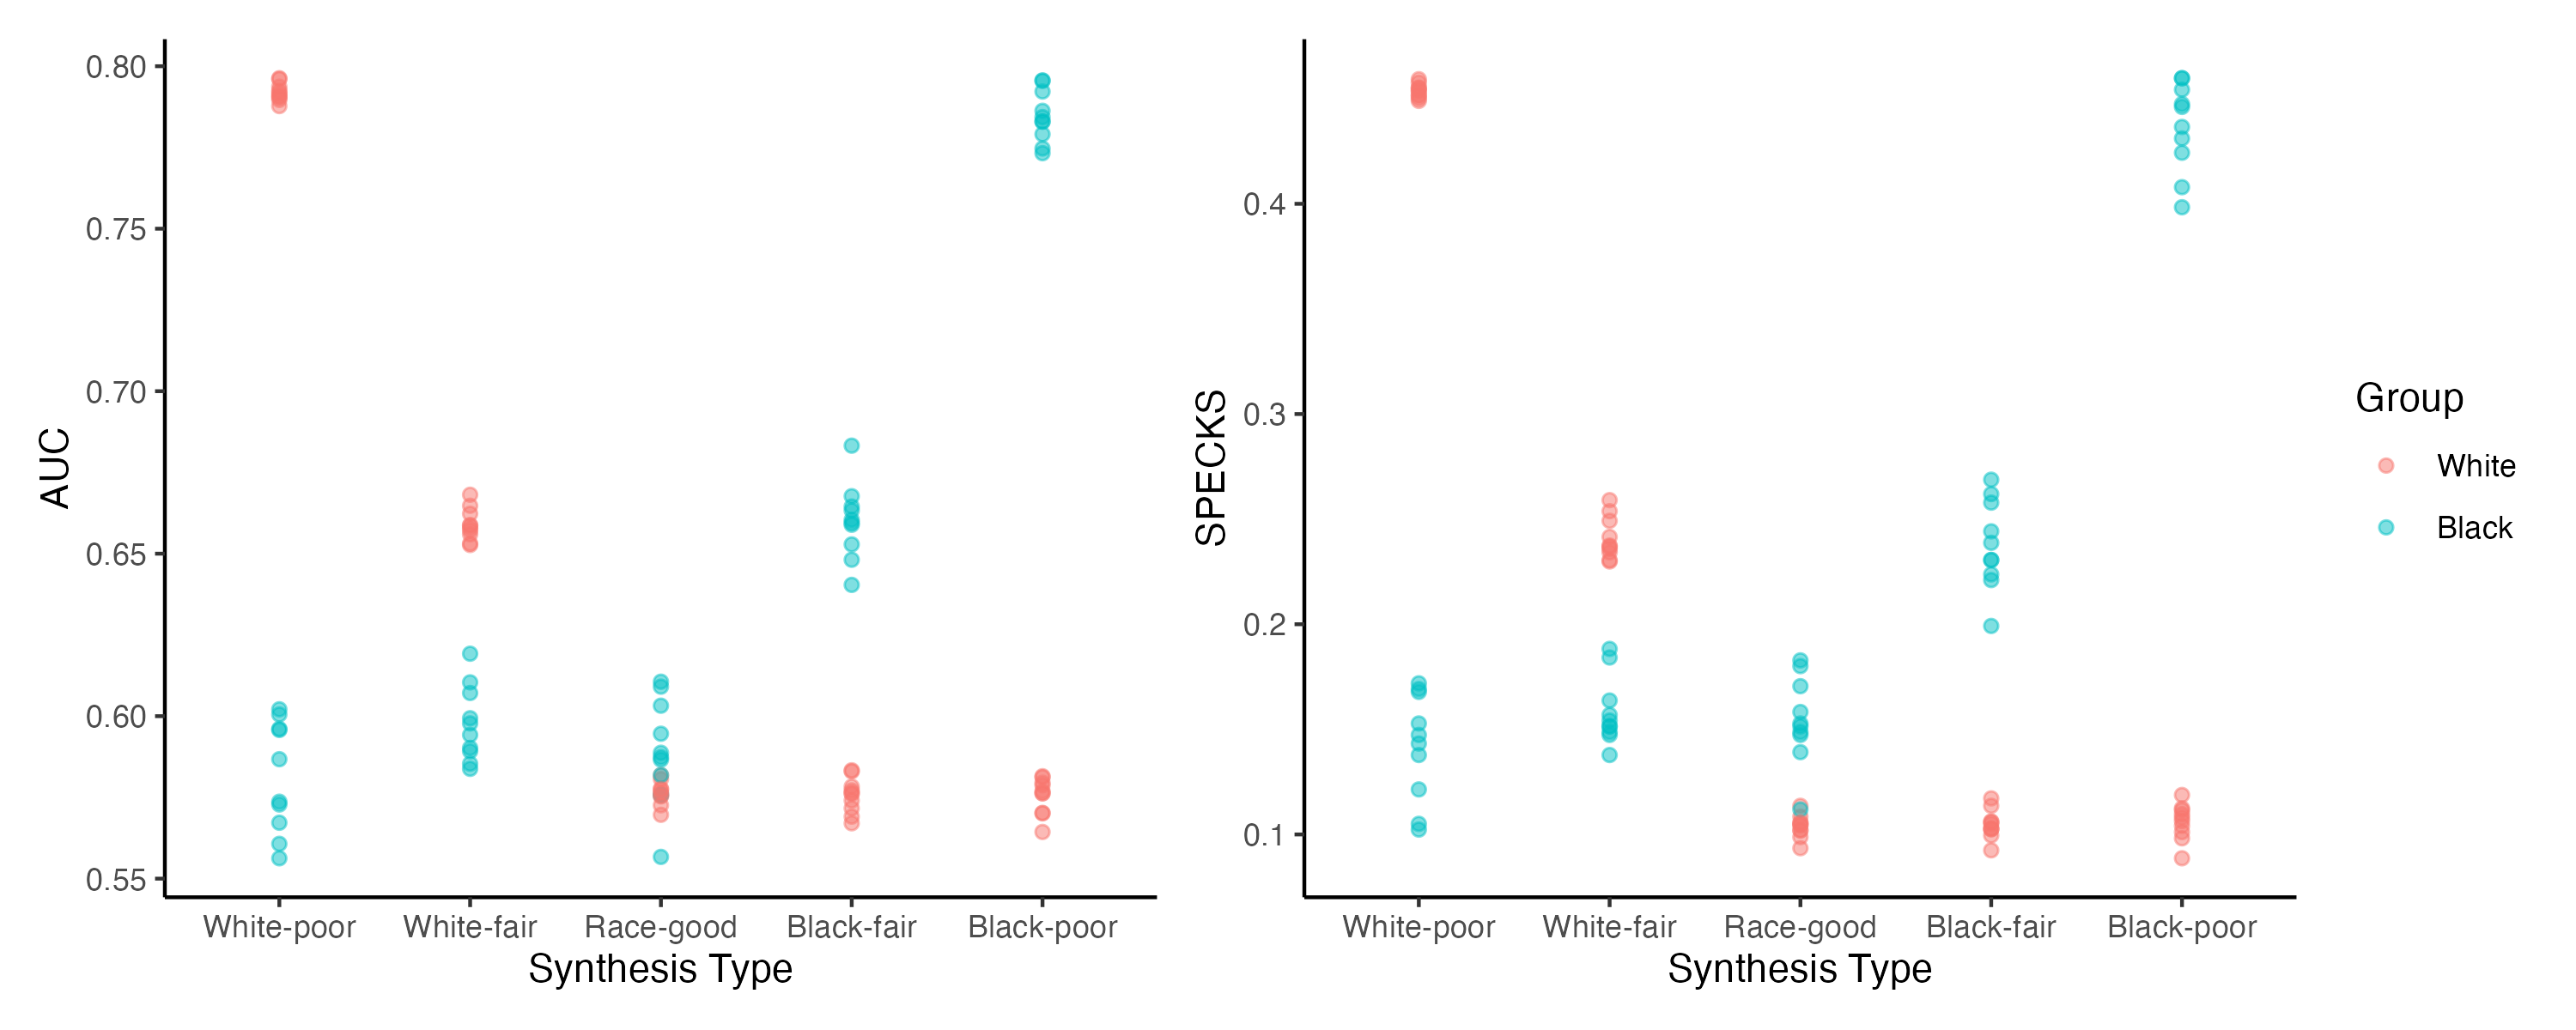 AUC
0.80
0.75
0.70
0.65
0.60
0.55
White-poor White-fair Race-good Black-fair Black-poor
Synthesis Type
SPECKS
0.4
0.3
0.2
0.1
White-poor White-fair Race-good Black-fair Black-poor
Synthesis Type
Group
White
Black